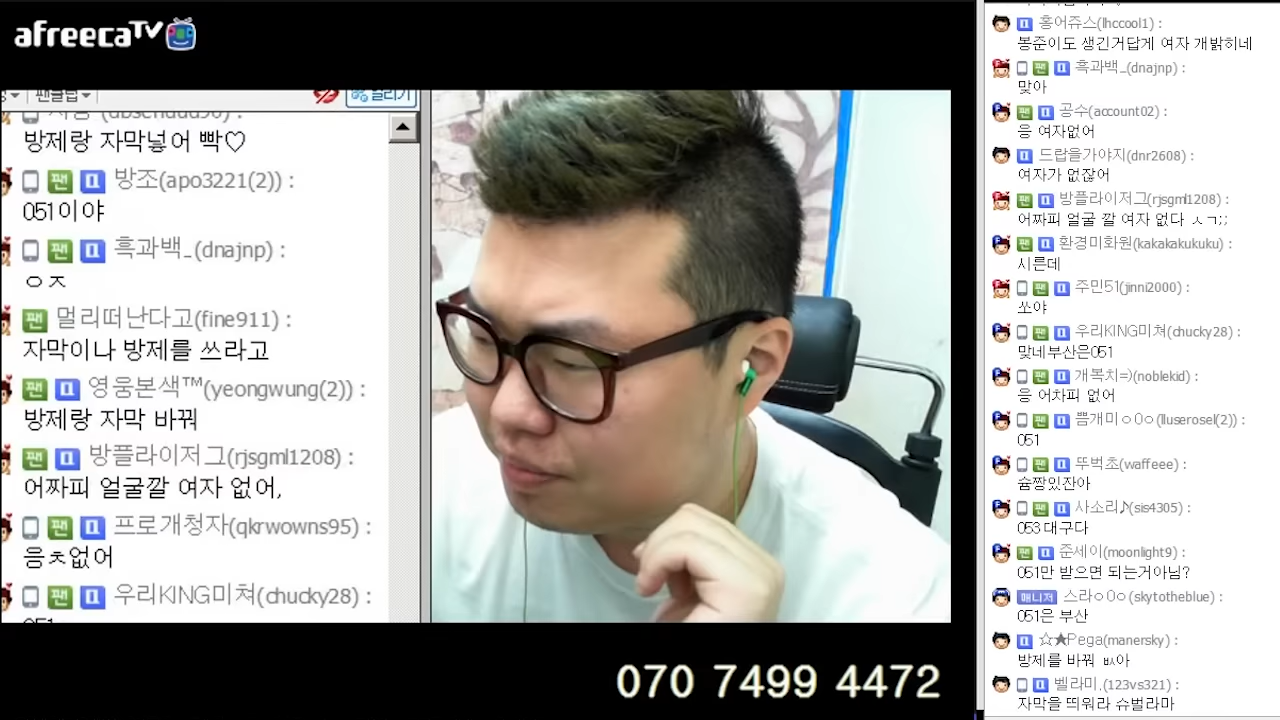 afreecaTV
팬클럽
방제랑 자막넣어 빡♡
방조(apo3221(2)) :
051이야
흑과백_(dnajnp) :
ㅇㅈ
멀리떠난다고(fine911) :
자막이나 방제를 쓰라고
영웅본색™(yeongwung(2)) :
방제랑 자막 바꿔
방플라이저그(rjsgml1208) :
어짜피 얼굴깔 여자 없어,
프로개청자(qkrwowns95) :
응ㅊ없어
우리KING미쳐(chucky28) :
070 7499 4472
홍어쥬스(lhccool1) :
봉준이도 생긴거답게 여자 개밝히네
흑과백_(dnajnp) :
맞아
공수(account02) :
응 여자없어
드랍을가야지(dnr2608) :
여자가 없잖어
방플라이저그(rjsgml1208) :
어짜피 얼굴 깔 여자 없다 ㅅㄱ;;
환경미화원(kakakakukuku) :
시른데
주민51(jinni2000) :
쏘야
우리KING미쳐(chucky28) :
맞네부산은051
개복치=)(noblekid) :
응 어차피 없어
쁨개미ㅇ0ㅇ(lluserosel(2)) :
051
뚜벅초(waffeee) :
숨짱있잔아
사소리♪(sis4305) :
053 대구다
준세이(moonlight9) :
051만 받으면 되는거아님?
매니저 스라ㅇ0ㅇ(skytotheblue) :
051은 부산
☆★Pega(manersky) :
방제를 바꿔 ㅄ아
벨라미.(123vs321) :
자막을 띄워라 슈벌라마